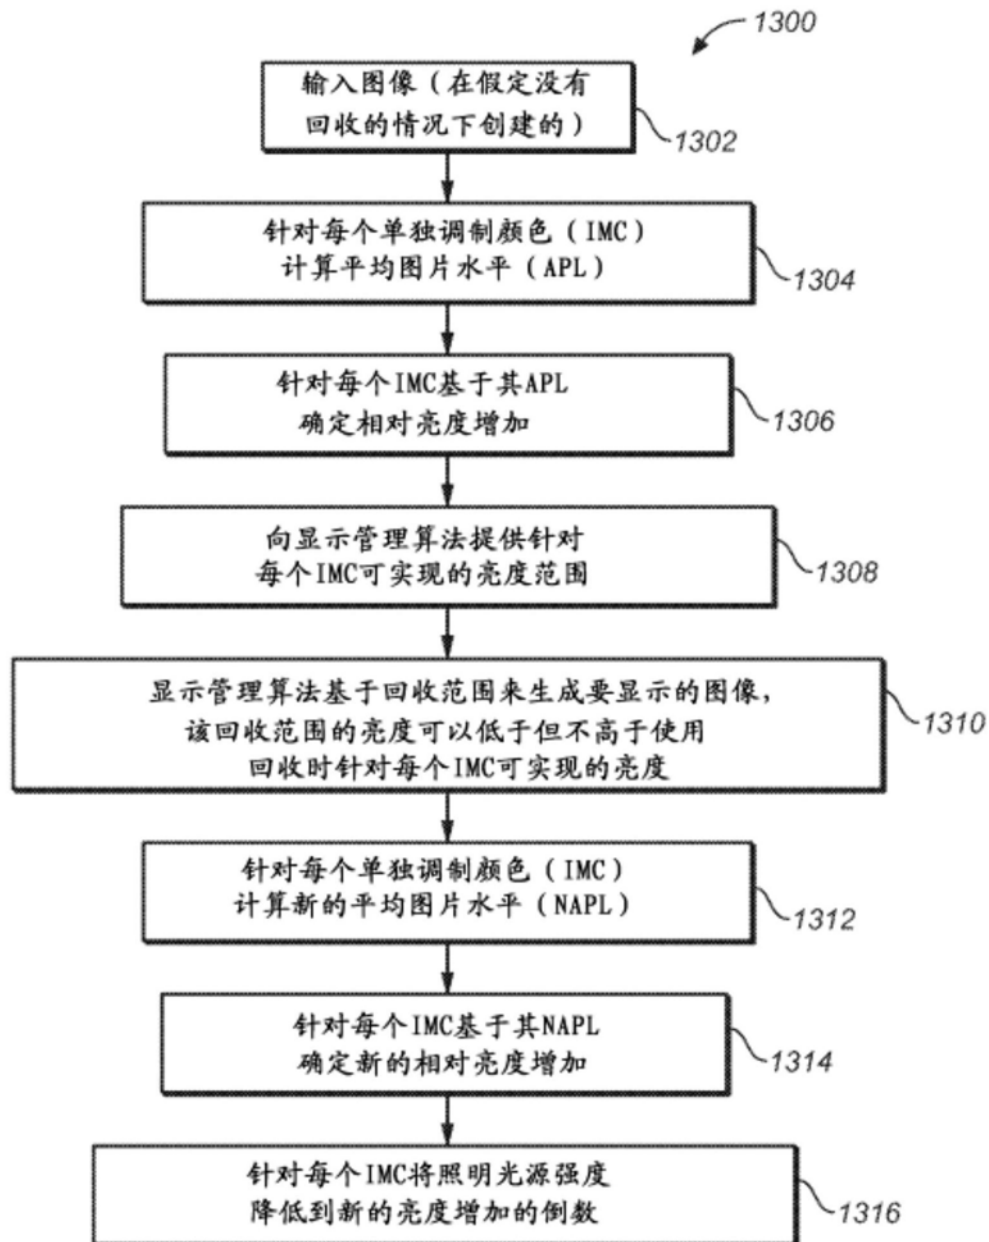 1300
输入图像（在假定没有
回收的情况下创建的）
1302
针对每个单独调制颜色（IMC）
计算平均图片水平（APL）
1304
针对每个IMC基于其APL
确定相对亮度增加
1306
向显示管理算法提供针对
每个IMC可实现的亮度范围
1308
显示管理算法基于回收范围来生成要显示的图像，
该回收范围的亮度可以低于但不高于使用
回收时针对每个IMC可实现的亮度
1310
针对每个单独调制颜色（IMC）
计算新的平均图片水平（NAPL）
1312
针对每个IMC基于其NAPL
确定新的相对亮度增加
1314
针对每个IMC将照明光源强度
降低到新的亮度增加的倒数
1316